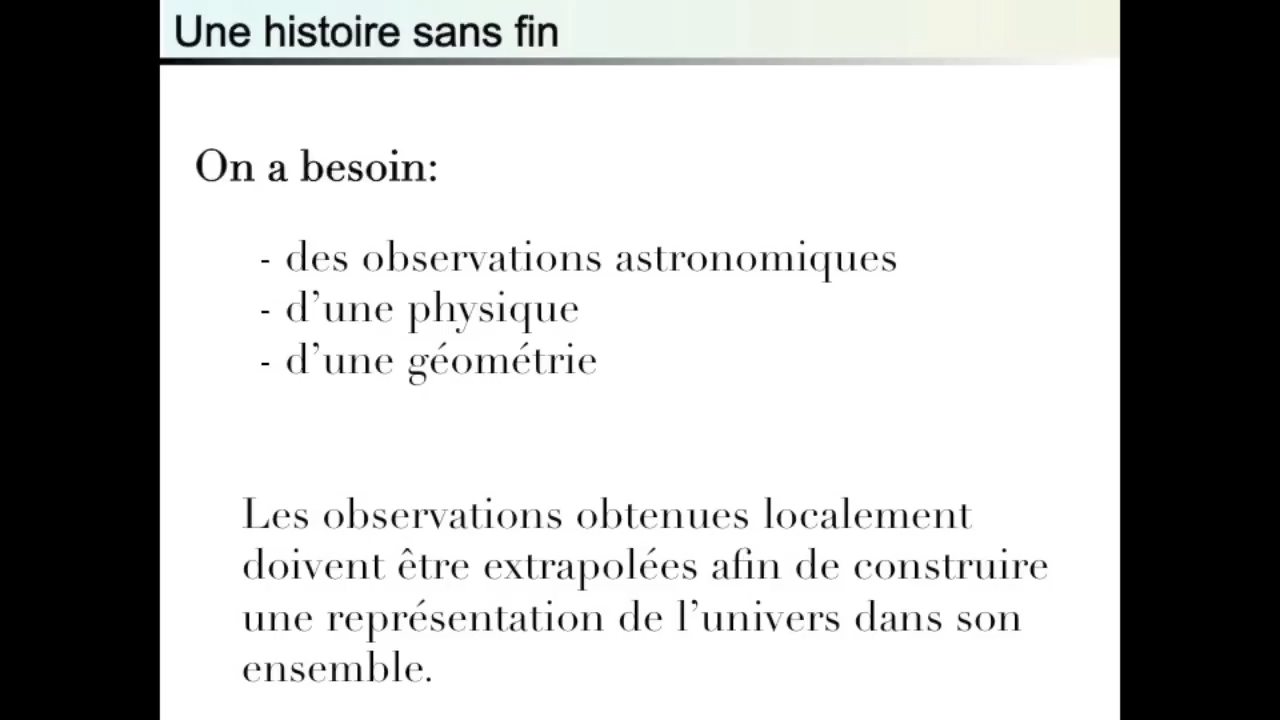 Une histoire sans fin
On a besoin:
- des observations astronomiques
- d’une physique
- d’une géométrie
Les observations obtenues localement
doivent être extrapolées afin de construire
une représentation de l’univers dans son
ensemble.